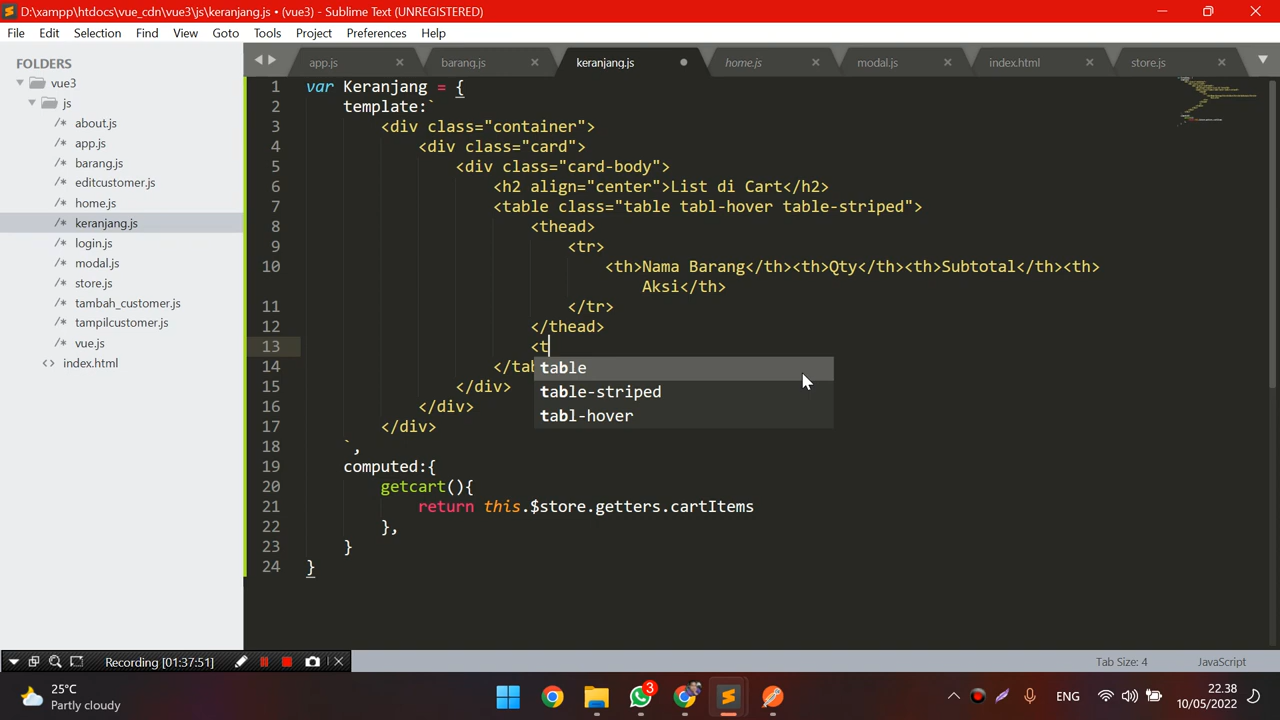 D:\xampp\htdocs\vue_cdn\vue3\js\keranjang.js • (vue3) - Sublime Text (UNREGISTERED)
File Edit Selection Find View Goto Tools Project Preferences Help
FOLDERS
vue3
js
/* about.js
/* app.js
/* barang.js
/* editcustomer.js
/* home.js
/* keranjang.js
/* login.js
/* modal.js
/* store.js
/* tambah_customer.js
/* tampilcustomer.js
/* vue.js
<> index.html
app.js barang.js keranjang.js home.js modal.js index.html store.js
1 var Keranjang = {
2 template:`
3 <div class="container">
4 <div class="card">
5 <div class="card-body">
6 <h2 align="center">List di Cart</h2>
7 <table class="table tabl-hover table-striped">
8 <thead>
9 <tr>
10 <th>Nama Barang</th><th>Qty</th><th>Subtotal</th><th>
Aksi</th>
11 </tr>
12 </thead>
13 <t
table
table-striped
tabl-hover
14 </tab
15 </div>
16 </div>
17 </div>
18 `,
19 computed:{
20 getcart(){
21 return this.$store.getters.cartItems
22 },
23 }
24 }
Recording [01:37:51]
Tab Size: 4 JavaScript
25°C
Partly cloudy
3
ENG
22.38
10/05/2022